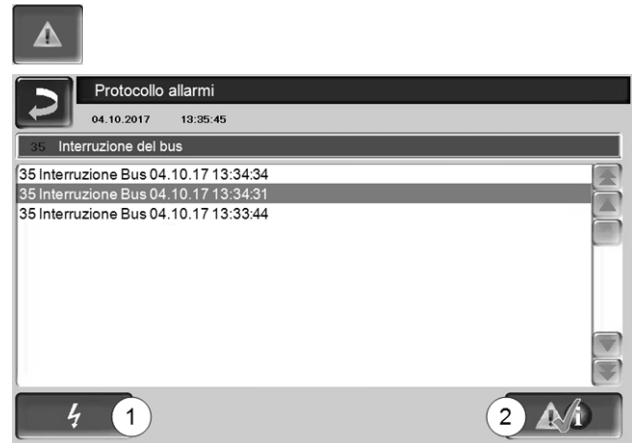 Protocollo allarmi
04.10.2017 13:35:45
35 Interruzione del bus
35 Interruzione Bus 04.10.17 13:34:34
35 Interruzione Bus 04.10.17 13:34:31
35 Interruzione Bus 04.10.17 13:33:44
1
2
i